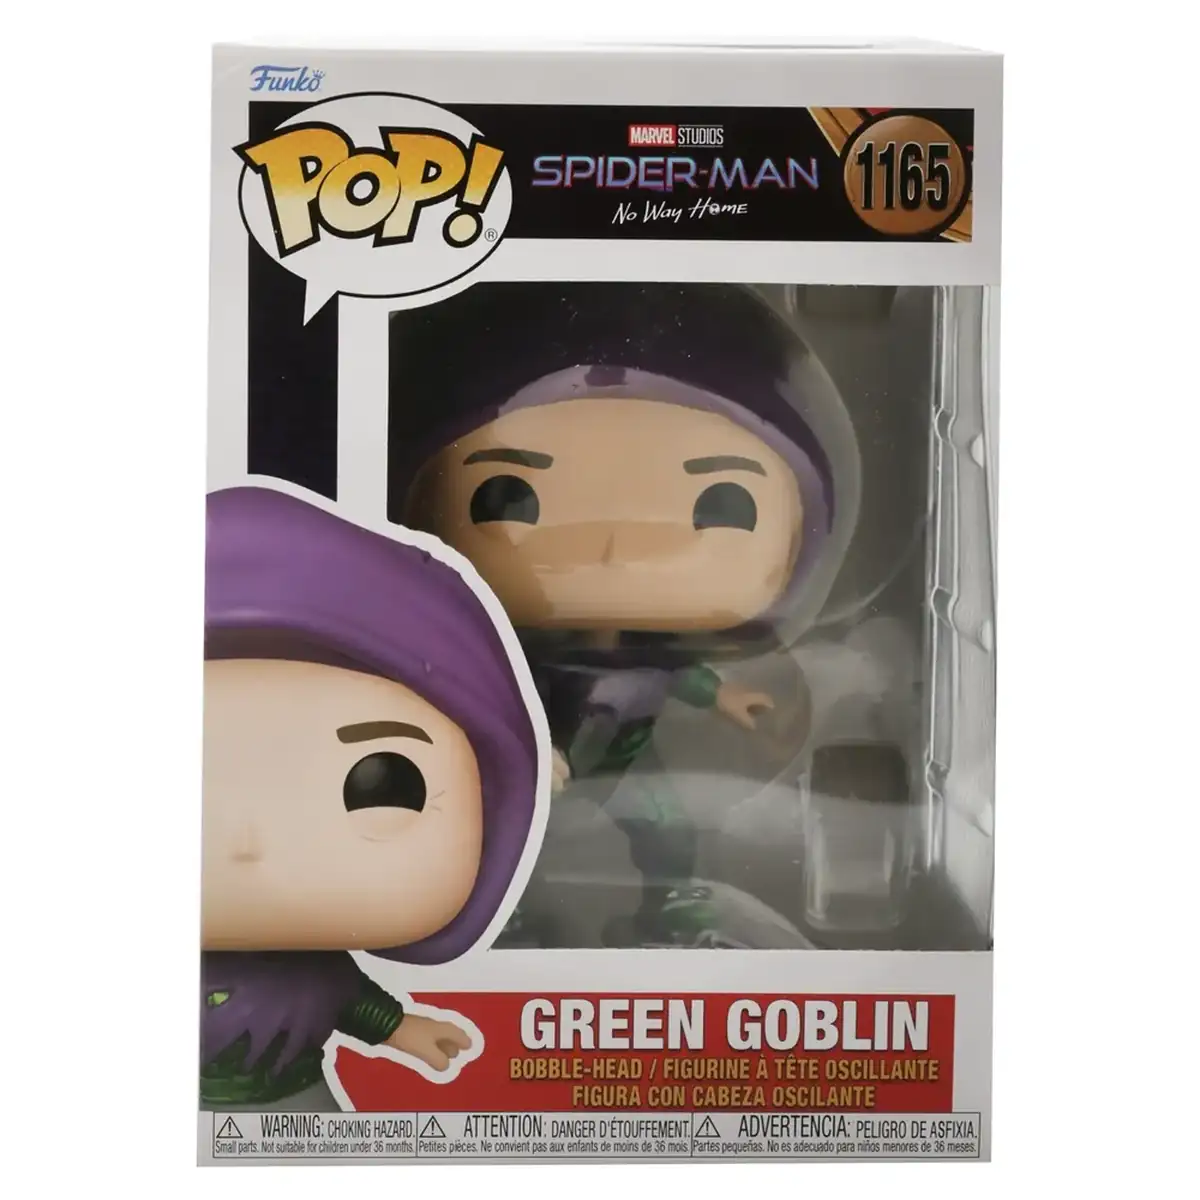 Funko
POP!®
MARVEL STUDIOS
SPIDER-MAN
No Way Home
1165
GREEN GOBLIN
BOBBLE-HEAD / FIGURINE À TÊTE OSCILLANTE
FIGURA CON CABEZA OSCILANTE
WARNING: CHOKING HAZARD.
Small parts. Not suitable for children under 36 months.
ATTENTION: DANGER D'ÉTOUFFEMENT.
Petites pièces. Ne convient pas aux enfants de moins de 36 mois.
ADVERTENCIA: PELIGRO DE ASFIXIA.
Partes pequeñas. No es adecuado para niños menores de 36 meses.